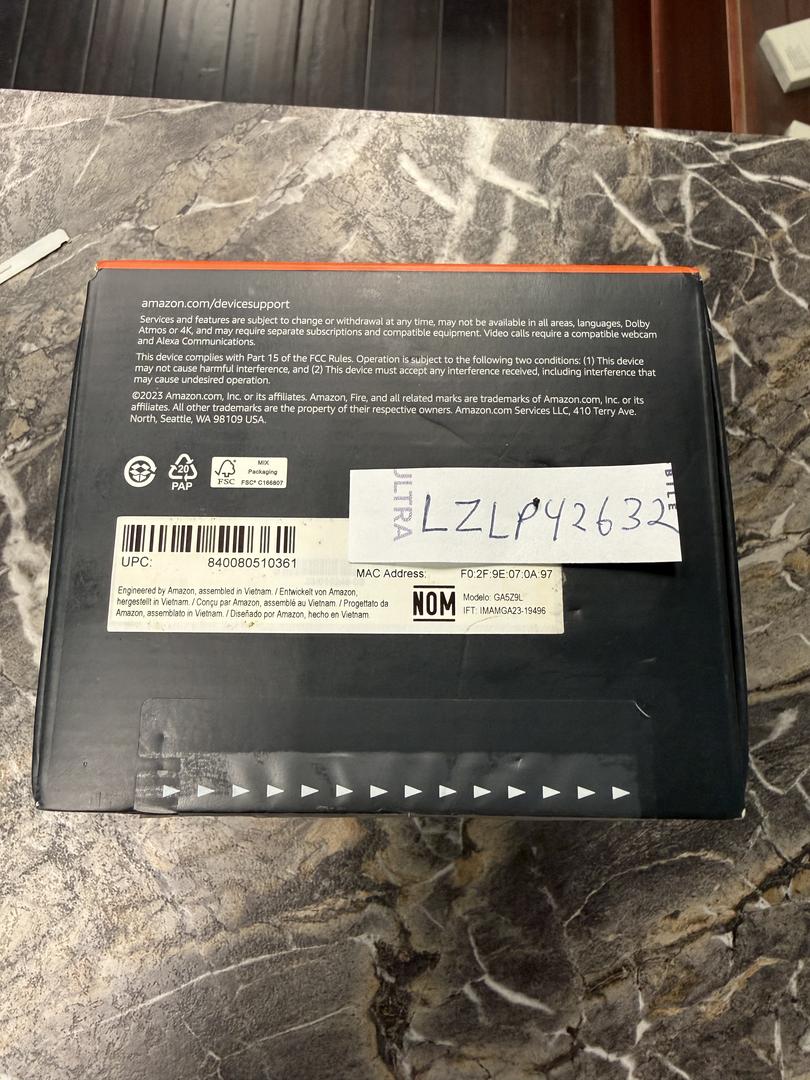 amazon.com/devicesupport
Services and features are subject to change or withdrawal at any time, may not be available in all areas, languages, Dolby
Atmos or 4K, and may require separate subscriptions and compatible equipment. Video calls require a compatible webcam
and Alexa Communications.
This device complies with Part 15 of the FCC Rules. Operation is subject to the following two conditions: (1) This device
may not cause harmful interference, and (2) This device must accept any interference received, including interference that
may cause undesired operation.
©2023 Amazon.com, Inc. or its affiliates. Amazon, Fire, and all related marks are trademarks of Amazon.com, Inc. or its
affiliates. All other trademarks are the property of their respective owners. Amazon.com Services LLC, 410 Terry Ave.
North, Seattle, WA 98109 USA.
20
PAP
FSC
MIX
Packaging
FSC® C166807
ULTRA
LZLP42632
BILE
UPC: 840080510361
MAC Address: F0:2F:9E:07:0A:97
Engineered by Amazon, assembled in Vietnam. / Entwickelt von Amazon,
hergestellt in Vietnam. / Conçu par Amazon, assemblé au Vietnam. / Progettato da
Amazon, assemblato in Vietnam. / Diseñado por Amazon, hecho en Vietnam.
NOM
Modelo: GA5Z9L
IFT: IMAMGA23-19496